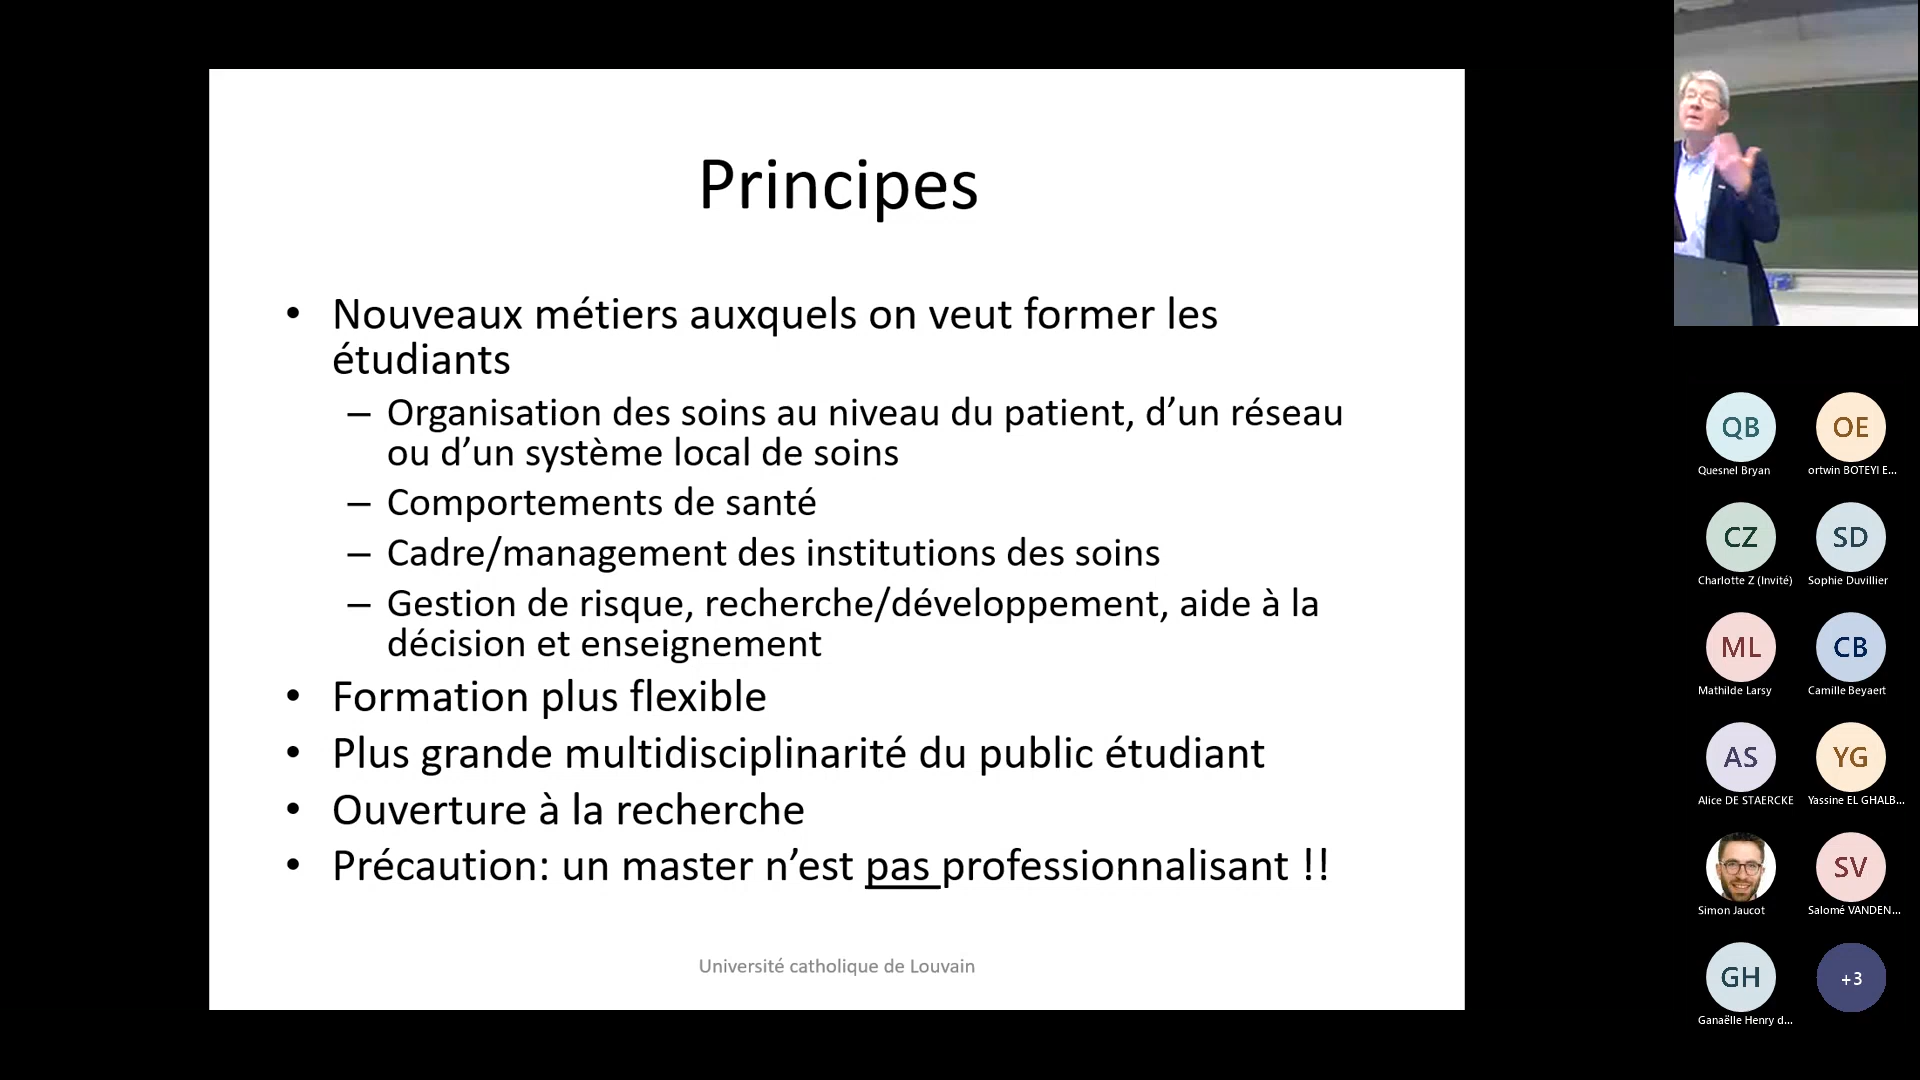 Principes
• Nouveaux métiers auxquels on veut former les
étudiants
– Organisation des soins au niveau du patient, d’un réseau
ou d’un système local de soins
– Comportements de santé
– Cadre/management des institutions des soins
– Gestion de risque, recherche/développement, aide à la
décision et enseignement
• Formation plus flexible
• Plus grande multidisciplinarité du public étudiant
• Ouverture à la recherche
• Précaution: un master n’est pas professionnalisant !!
Université catholique de Louvain
QB
OE
Quesnel Bryan
ortwin BOTEYI E...
CZ
SD
Charlotte Z (Invité)
Sophie Duvillier
ML
CB
Mathilde Larsy
Camille Beyaert
AS
YG
Alice DE STAERCKE
Yassine EL GHALB...
SV
Simon Jaucot
Salomé VANDEN...
GH
+3
Ganaëlle Henry d...